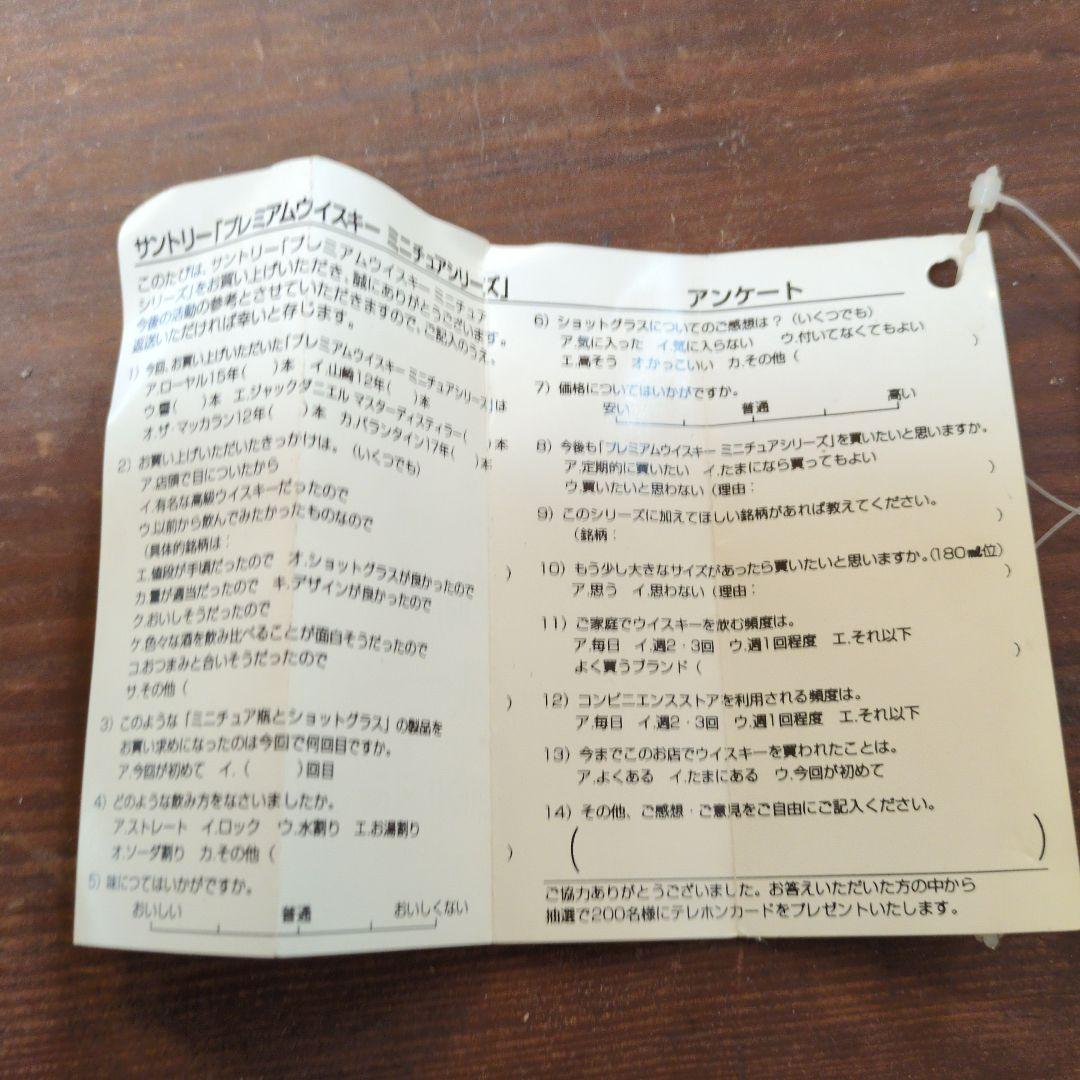 サントリー「プレミアムウイスキー ミニチュアシリーズ」 アンケート
このたびは、サントリー「プレミアムウイスキー ミニチュア
シリーズ」をお買い上げいただき、誠にありがとうございます。
今後の活動の参考とさせていただきますので、ご記入のうえ、
返送いただければ幸いと存じます。
1) 今回、お買い上げいただいた「プレミアムウイスキー ミニチュアシリーズ」は
ア.ローヤル15年( )本 イ.山崎12年( )本
ウ.響( )本 エ.ジャックダニエル マスターディスティラー( )本
オ.ザ・マッカラン12年( )本 カ.バランタイン17年( )本
2) お買い上げいただいたきっかけは。(いくつでも)
ア.店頭で目についたから
イ.有名な高級ウイスキーだったので
ウ.以前から飲んでみたかったものなので
(具体的銘柄は: )
エ.値段が手頃だったので オ.ショットグラスが良かったので
カ.量が適当だったので キ.デザインが良かったので
ク.おいしそうだったので
ケ.色々な酒を飲み比べることが面白そうだったので
コ.おつまみと合いそうだったので
サ.その他( )
3) このような「ミニチュア瓶とショットグラス」の製品を
お買い求めになったのは今回で何回目ですか。
ア.今回が初めて イ.( )回目
4) どのような飲み方をなさいましたか。
ア.ストレート イ.ロック ウ.水割り エ.お湯割り
オ.ソーダ割り カ.その他( )
5) 味につてはいかがですか。
おいしい 普通 おいしくない
6) ショットグラスについてのご感想は?(いくつでも)
ア.気に入った イ.気に入らない ウ.付いてなくてもよい
エ.高そう オ.かっこいい カ.その他( )
7) 価格についてはいかがですか。
安い 普通 高い
8) 今後も「プレミアムウイスキー ミニチュアシリーズ」を買いたいと思いますか。
ア.定期的に買いたい イ.たまになら買ってもよい
ウ.買いたいと思わない(理由: )
9) このシリーズに加えてほしい銘柄があれば教えてください。
(銘柄: )
10) もう少し大きなサイズがあったら買いたいと思いますか。(180㎖位)
ア.思う イ.思わない(理由: )
11) ご家庭でウイスキーを飲む頻度は。
ア.毎日 イ.週2・3回 ウ.週1回程度 エ.それ以下
よく買うブランド( )
12) コンビニエンスストアを利用される頻度は。
ア.毎日 イ.週2・3回 ウ.週1回程度 エ.それ以下
13) 今までこのお店でウイスキーを買われたことは。
ア.よくある イ.たまにある ウ.今回が初めて
14) その他、ご感想・ご意見をご自由にご記入ください。
( )
ご協力ありがとうございました。お答えいただいた方の中から
抽選で200名様にテレホンカードをプレゼントいたします。